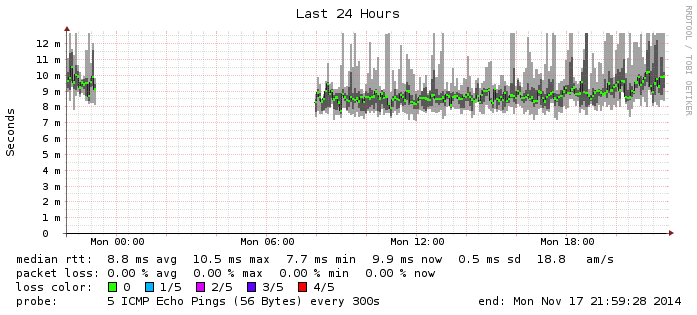 Last 24 Hours
RRDTOOL / TOBI OETIKER
Seconds
12 m
11 m
10 m
9 m
8 m
7 m
6 m
5 m
4 m
3 m
2 m
1 m
0
Mon 00:00 Mon 06:00 Mon 12:00 Mon 18:00
median rtt: 8.8 ms avg 10.5 ms max 7.7 ms min 9.9 ms now 0.5 ms sd 18.8 am/s
packet loss: 0.00 % avg 0.00 % max 0.00 % min 0.00 % now
loss color: 0 1/5 2/5 3/5 4/5
probe: 5 ICMP Echo Pings (56 Bytes) every 300s end: Mon Nov 17 21:59:28 2014